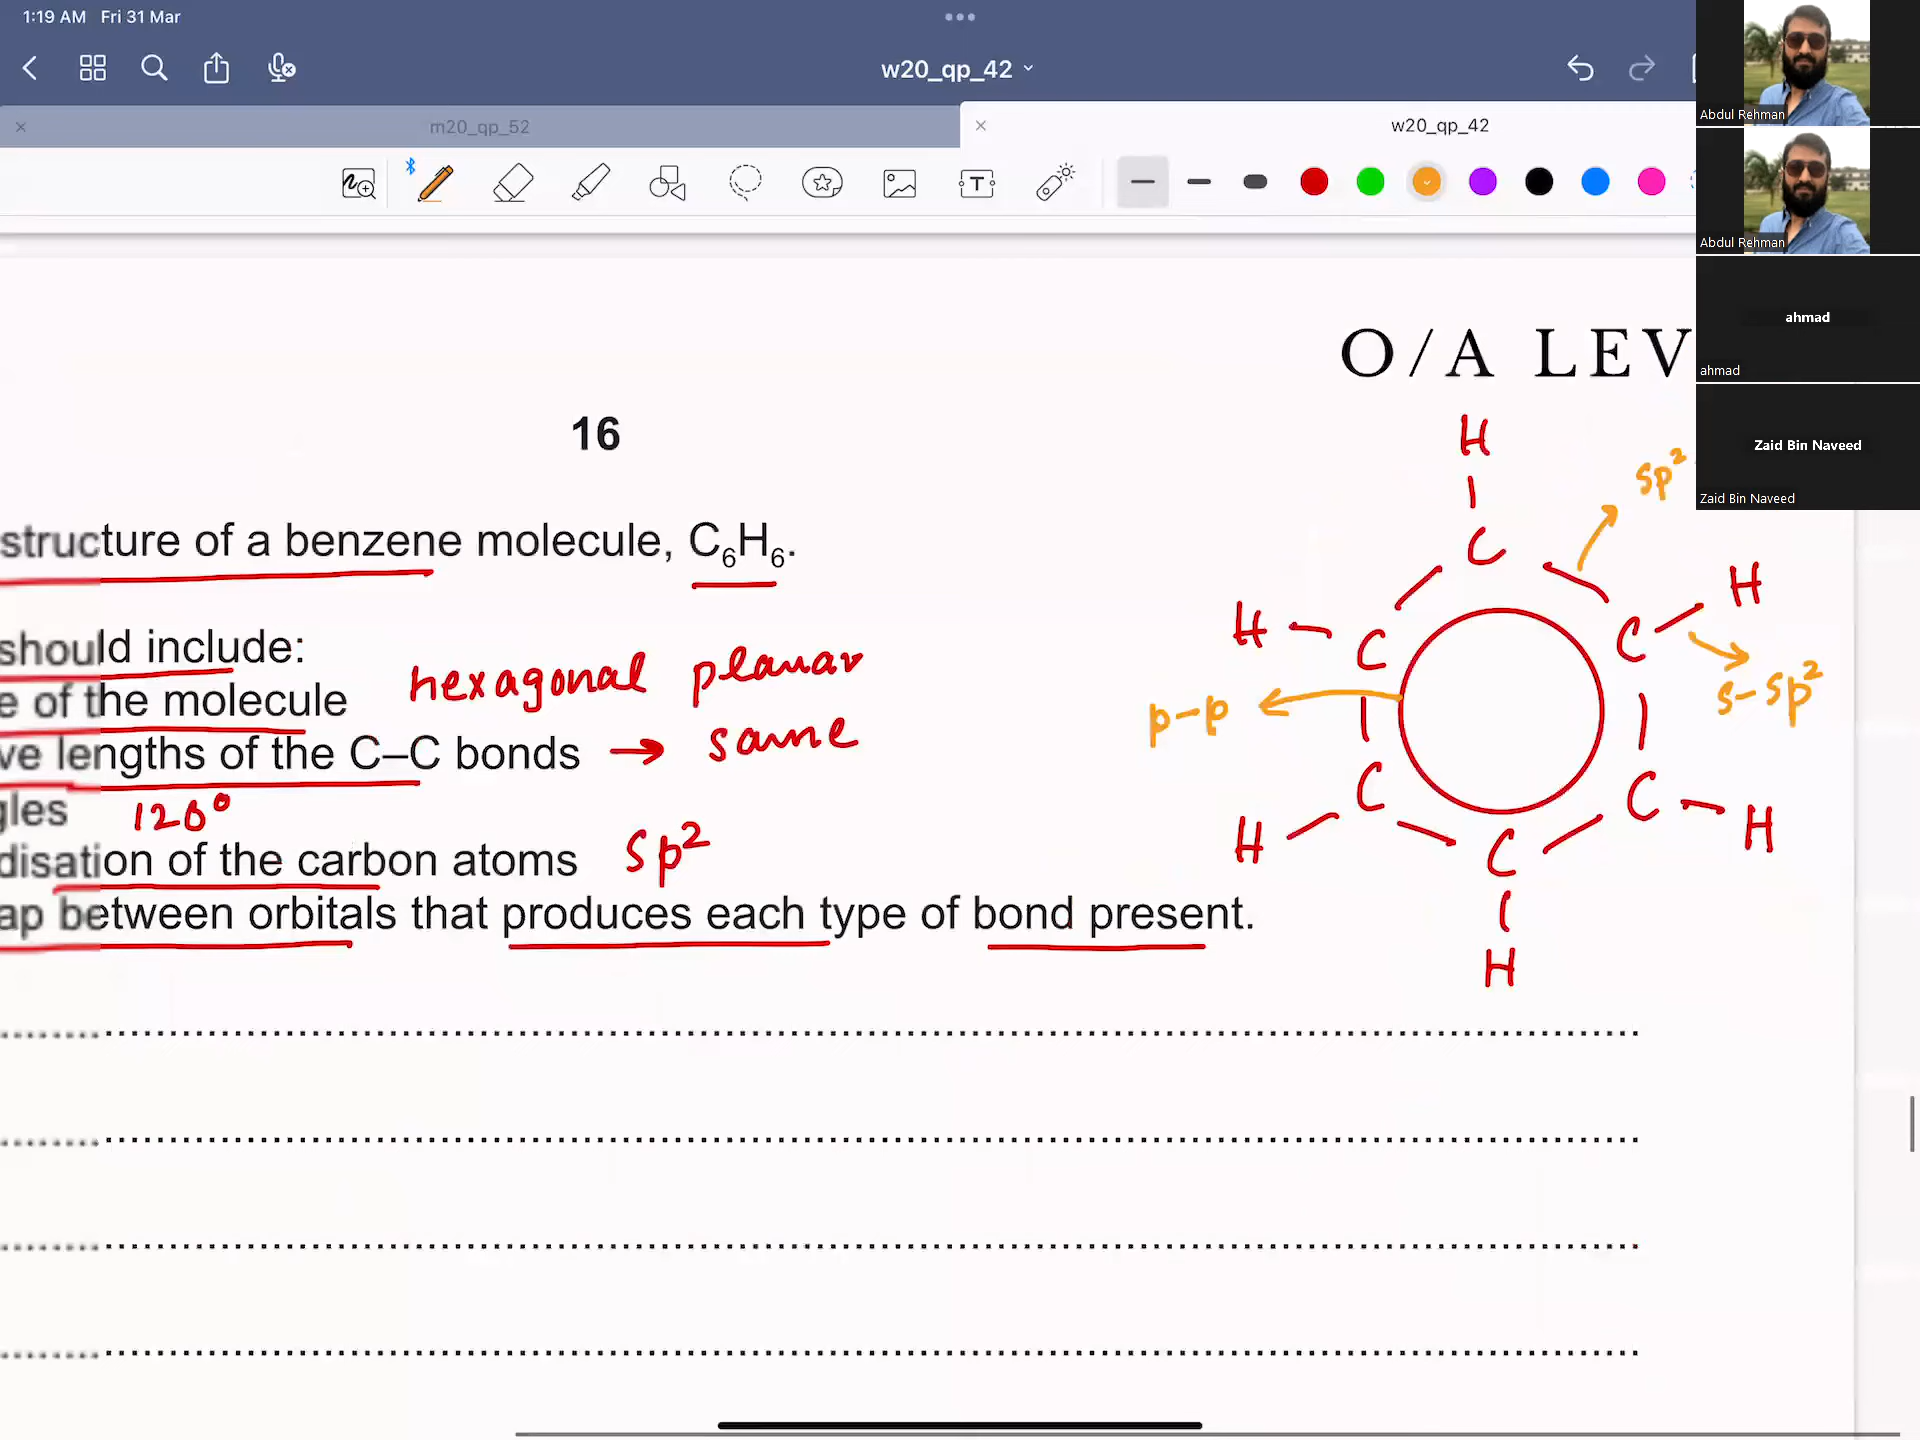 1:19 AM Fri 31 Mar
w20_qp_42
m20_qp_52
w20_qp_42
T
Abdul Rehman
Abdul Rehman
ahmad
ahmad
Zaid Bin Naveed
Zaid Bin Naveed
O/A LEV
16
structure of a benzene molecule, C₆H₆.
should include:
e of the molecule hexagonal planar
ve lengths of the C–C bonds → same
gles 120°
disation of the carbon atoms sp²
ap between orbitals that produces each type of bond present.
H
sp²
C
H
H C C
s-sp²
p-p
C C
H C H
H